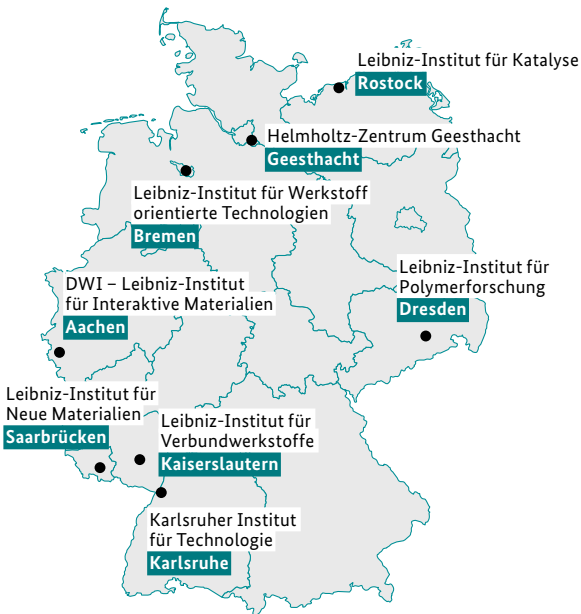 Leibniz-Institut für Katalyse
Rostock
Helmholtz-Zentrum Geesthacht
Geesthacht
Leibniz-Institut für Werkstoff
orientierte Technologien
Bremen
Leibniz-Institut für
Polymerforschung
Dresden
DWI – Leibniz-Institut
für Interaktive Materialien
Aachen
Leibniz-Institut für
Neue Materialien
Saarbrücken
Leibniz-Institut für
Verbundwerkstoffe
Kaiserslautern
Karlsruher Institut
für Technologie
Karlsruhe